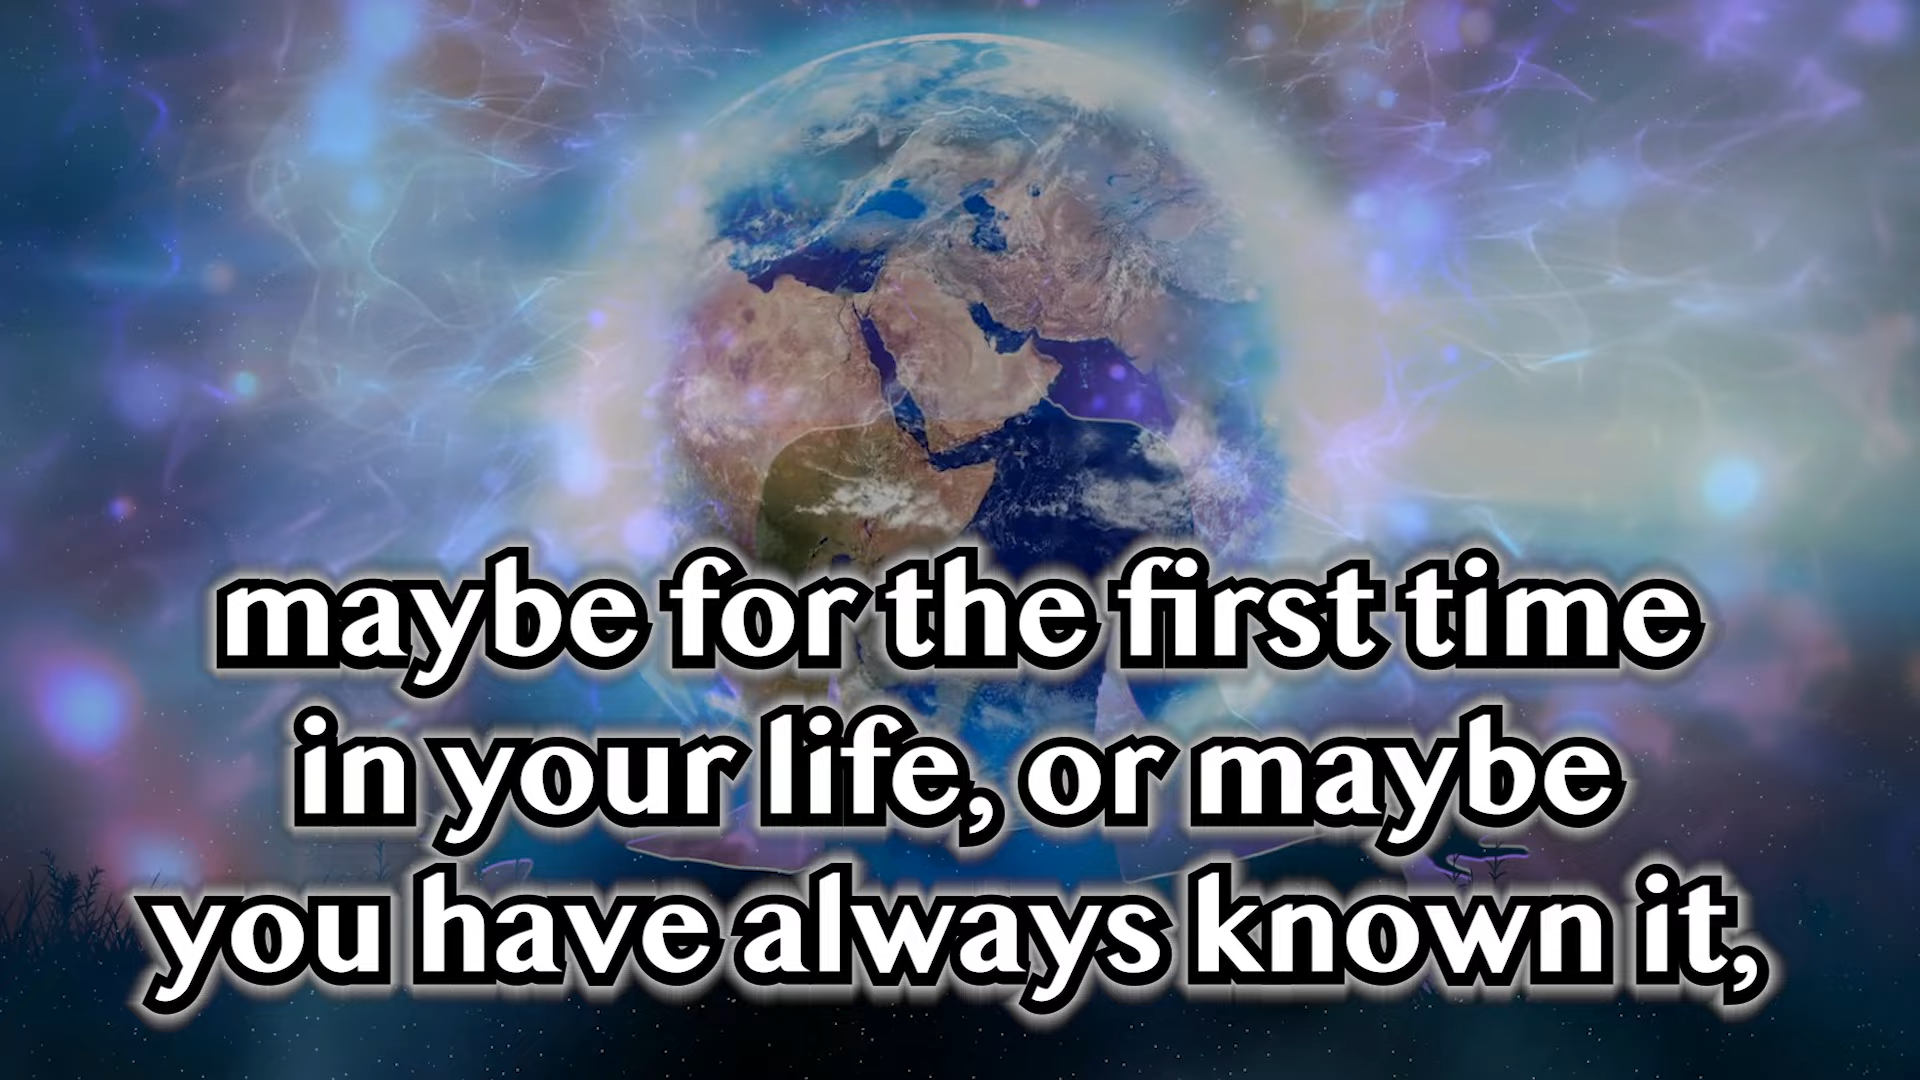 maybe for the first time
in your life, or maybe
you have always known it,